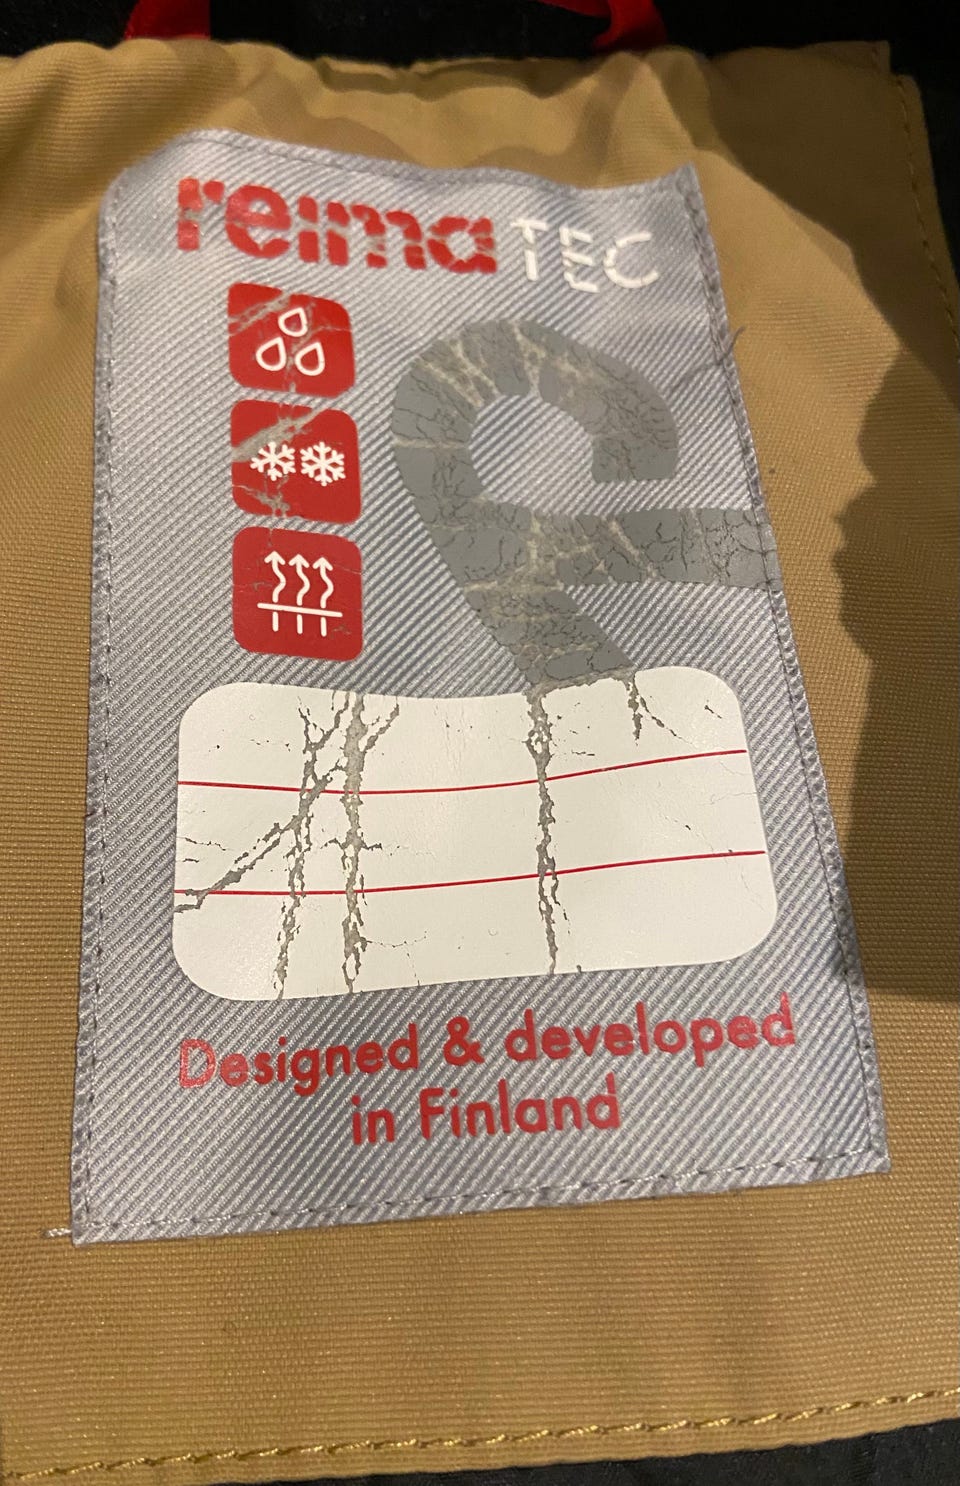 reima TEC
Designed & developed
in Finland